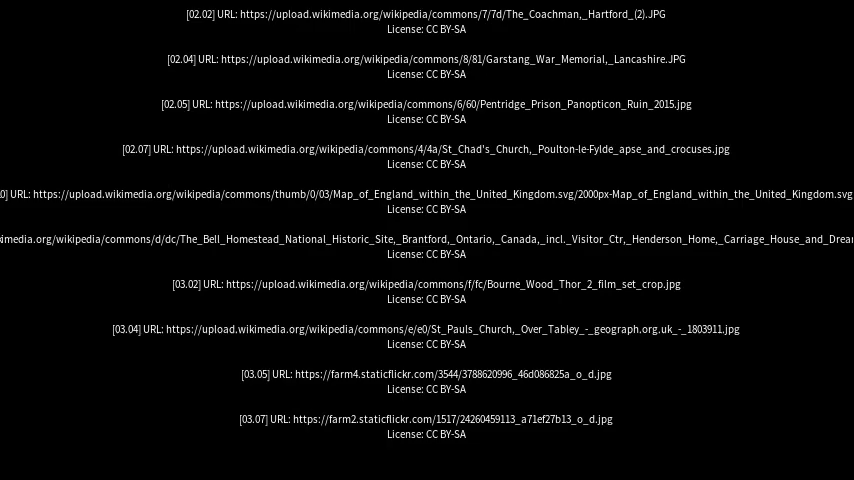 [02.02] URL: https://upload.wikimedia.org/wikipedia/commons/7/7d/The_Coachman,_Hartford_(2).JPG
License: CC BY-SA
[02.04] URL: https://upload.wikimedia.org/wikipedia/commons/8/81/Garstang_War_Memorial,_Lancashire.JPG
License: CC BY-SA
[02.05] URL: https://upload.wikimedia.org/wikipedia/commons/6/60/Pentridge_Prison_Panopticon_Ruin_2015.jpg
License: CC BY-SA
[02.07] URL: https://upload.wikimedia.org/wikipedia/commons/4/4a/St_Chad's_Church,_Poulton-le-Fylde_apse_and_crocuses.jpg
License: CC BY-SA
0] URL: https://upload.wikimedia.org/wikipedia/commons/thumb/0/03/Map_of_England_within_the_United_Kingdom.svg/2000px-Map_of_England_within_the_United_Kingdom.svg
License: CC BY-SA
imedia.org/wikipedia/commons/d/dc/The_Bell_Homestead_National_Historic_Site,_Brantford,_Ontario,_Canada,_incl._Visitor_Ctr,_Henderson_Home,_Carriage_House_and_Drea
License: CC BY-SA
[03.02] URL: https://upload.wikimedia.org/wikipedia/commons/f/fc/Bourne_Wood_Thor_2_film_set_crop.jpg
License: CC BY-SA
[03.04] URL: https://upload.wikimedia.org/wikipedia/commons/e/e0/St_Pauls_Church,_Over_Tabley_-_geograph.org.uk_-_1803911.jpg
License: CC BY-SA
[03.05] URL: https://farm4.staticflickr.com/3544/3788620996_46d086825a_o_d.jpg
License: CC BY-SA
[03.07] URL: https://farm2.staticflickr.com/1517/24260459113_a71ef27b13_o_d.jpg
License: CC BY-SA